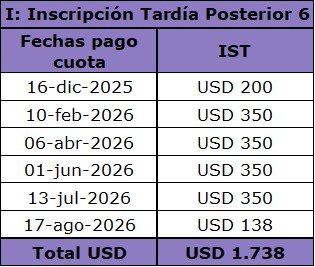 I: Inscripción Tardía Posterior 6
Fechas pago cuota IST
16-dic-2025 USD 200
10-feb-2026 USD 350
06-abr-2026 USD 350
01-jun-2026 USD 350
13-jul-2026 USD 350
17-ago-2026 USD 138
Total USD USD 1.738